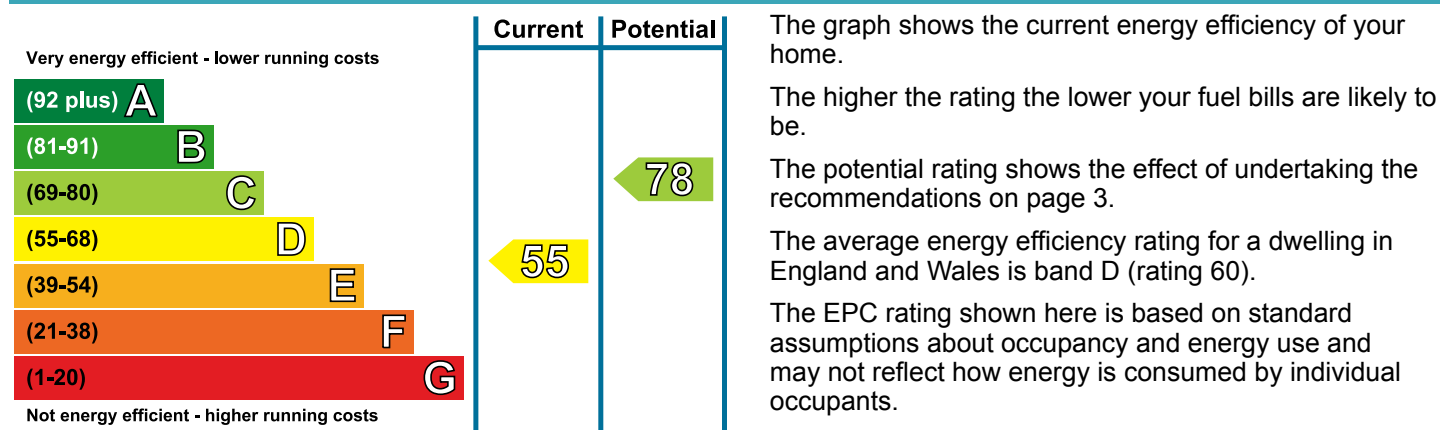 Current Potential
Very energy efficient - lower running costs
(92 plus) A
(81-91) B
(69-80) C
78
(55-68) D
55
(39-54) E
(21-38) F
(1-20) G
Not energy efficient - higher running costs
The graph shows the current energy efficiency of your
home.
The higher the rating the lower your fuel bills are likely to
be.
The potential rating shows the effect of undertaking the
recommendations on page 3.
The average energy efficiency rating for a dwelling in
England and Wales is band D (rating 60).
The EPC rating shown here is based on standard
assumptions about occupancy and energy use and
may not reflect how energy is consumed by individual
occupants.